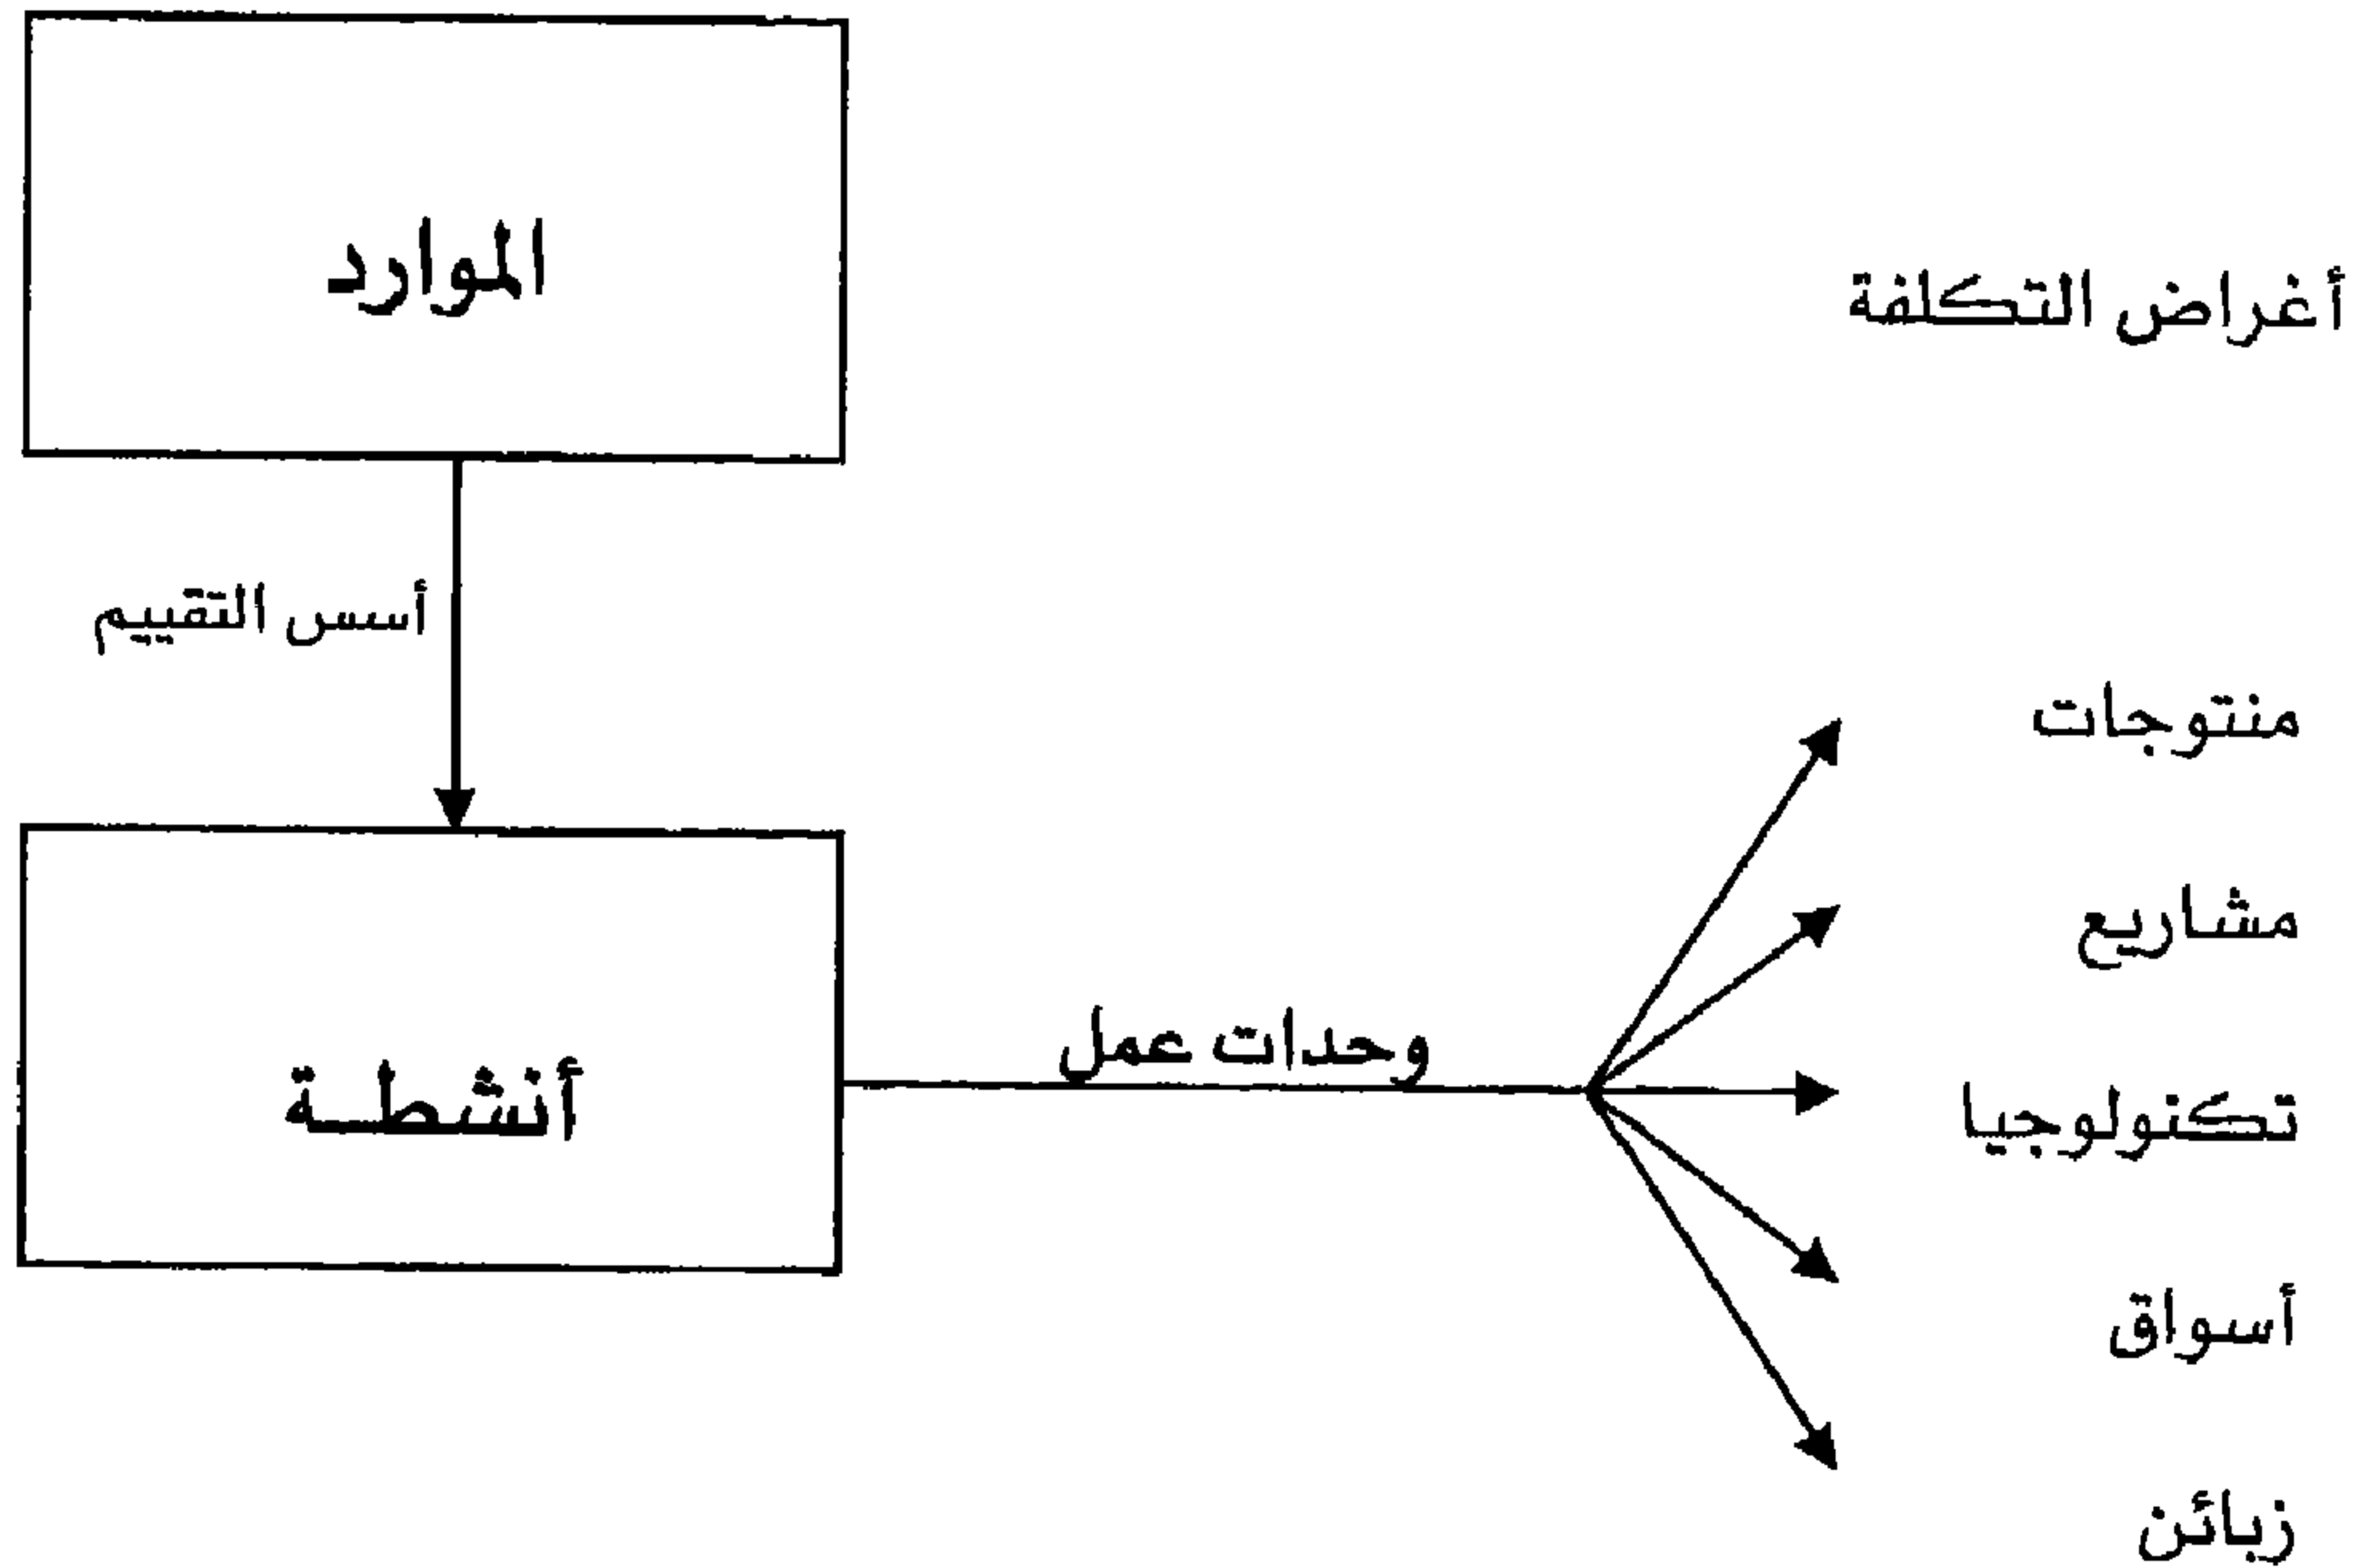 الموارد
أغراض التكلفة
أسس التقييم
منتوجات
مشاريع
وحدات عمل
أنشطة
تكنولوجيا
أسواق
زبائن